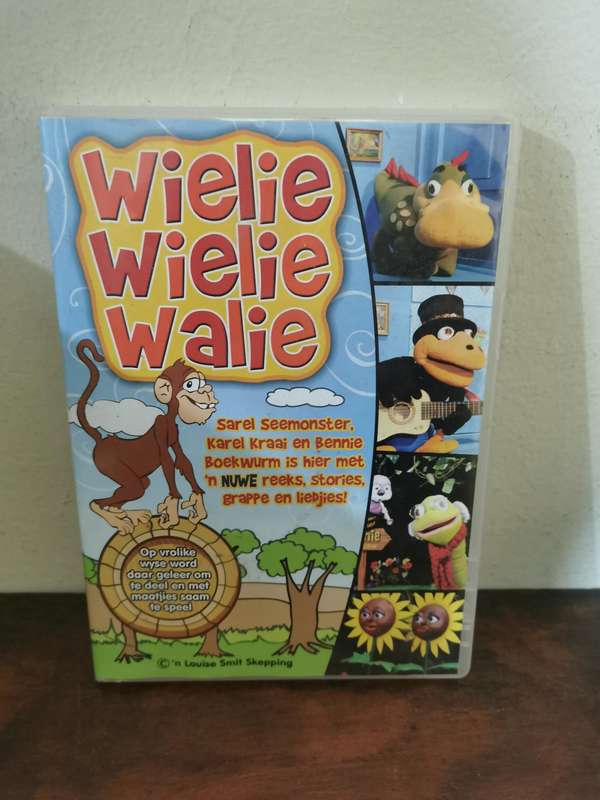 Wielie
Wielie
Walie
Sarel Seemonster,
Karel Kraai en Bennie
Boekwurm is hier met
'n NUWE reeks, stories,
grappe en liedjies!
Op vrolike
wyse word
daar geleer om
te deel en met
maatjies saam
te speel
© 'n Louise Smit Skepping
nie